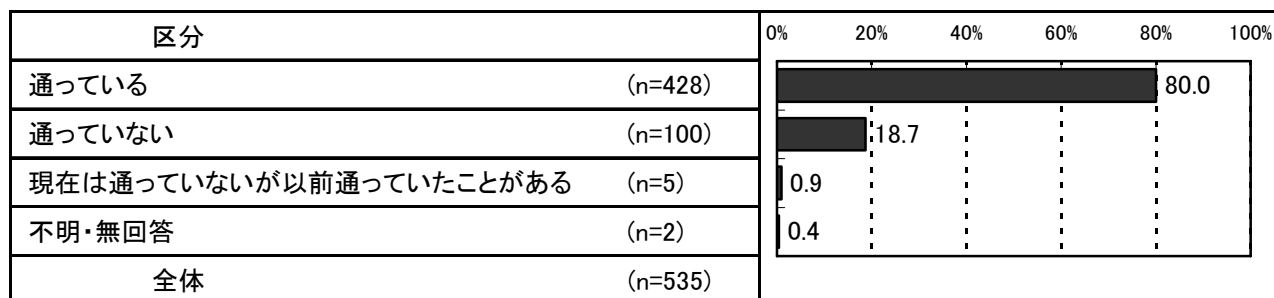 区分 0% 20% 40% 60% 80% 100%
通っている (n=428) 80.0
通っていない (n=100) 18.7
現在は通っていないが以前通っていたことがある (n=5) 0.9
不明・無回答 (n=2) 0.4
全体 (n=535)